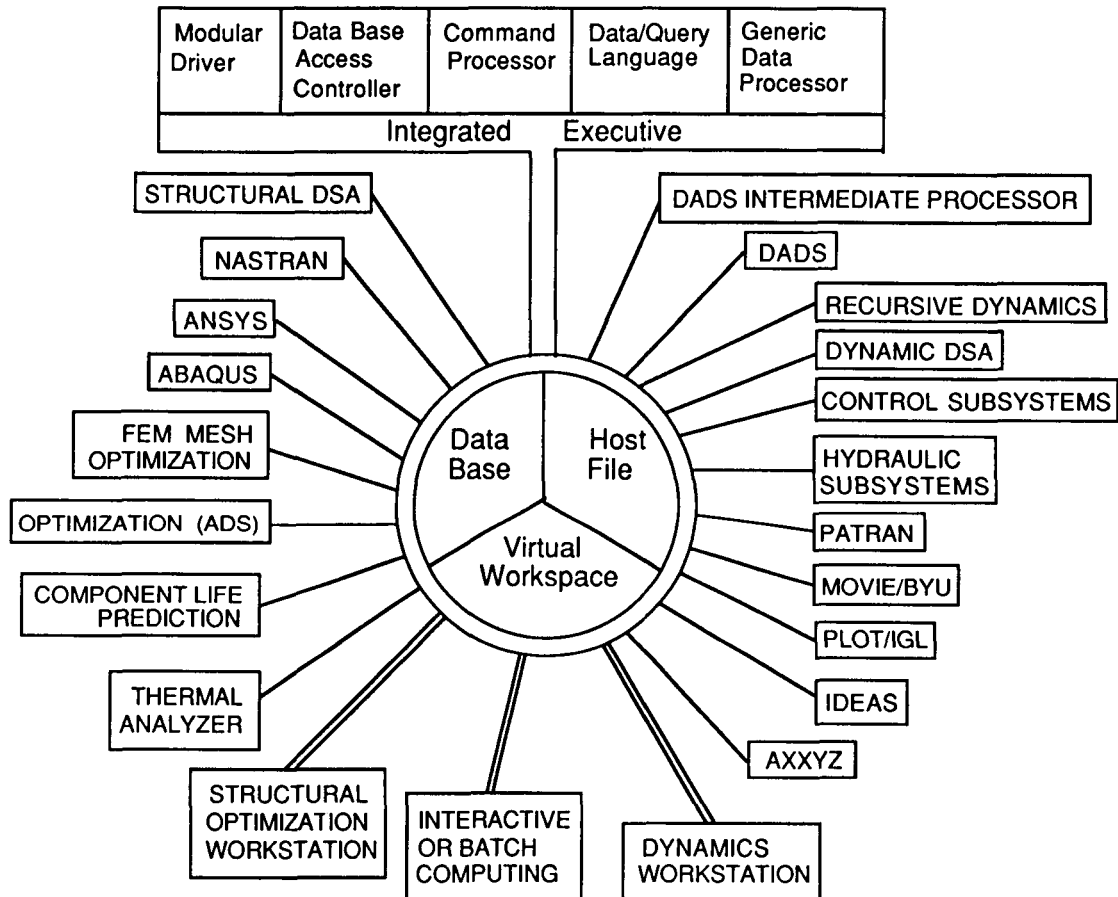 Modular
Driver
Data Base
Access
Controller
Command
Processor
Data/Query
Language
Generic
Data
Processor
Integrated Executive
STRUCTURAL DSA
NASTRAN
ANSYS
ABAQUS
FEM MESH
OPTIMIZATION
OPTIMIZATION (ADS)
COMPONENT LIFE
PREDICTION
THERMAL
ANALYZER
STRUCTURAL
OPTIMIZATION
WORKSTATION
INTERACTIVE
OR BATCH
COMPUTING
DYNAMICS
WORKSTATION
Data
Base
Host
File
Virtual
Workspace
DADS INTERMEDIATE PROCESSOR
DADS
RECURSIVE DYNAMICS
DYNAMIC DSA
CONTROL SUBSYSTEMS
HYDRAULIC
SUBSYSTEMS
PATRAN
MOVIE/BYU
PLOT/IGL
IDEAS
AXXYZ